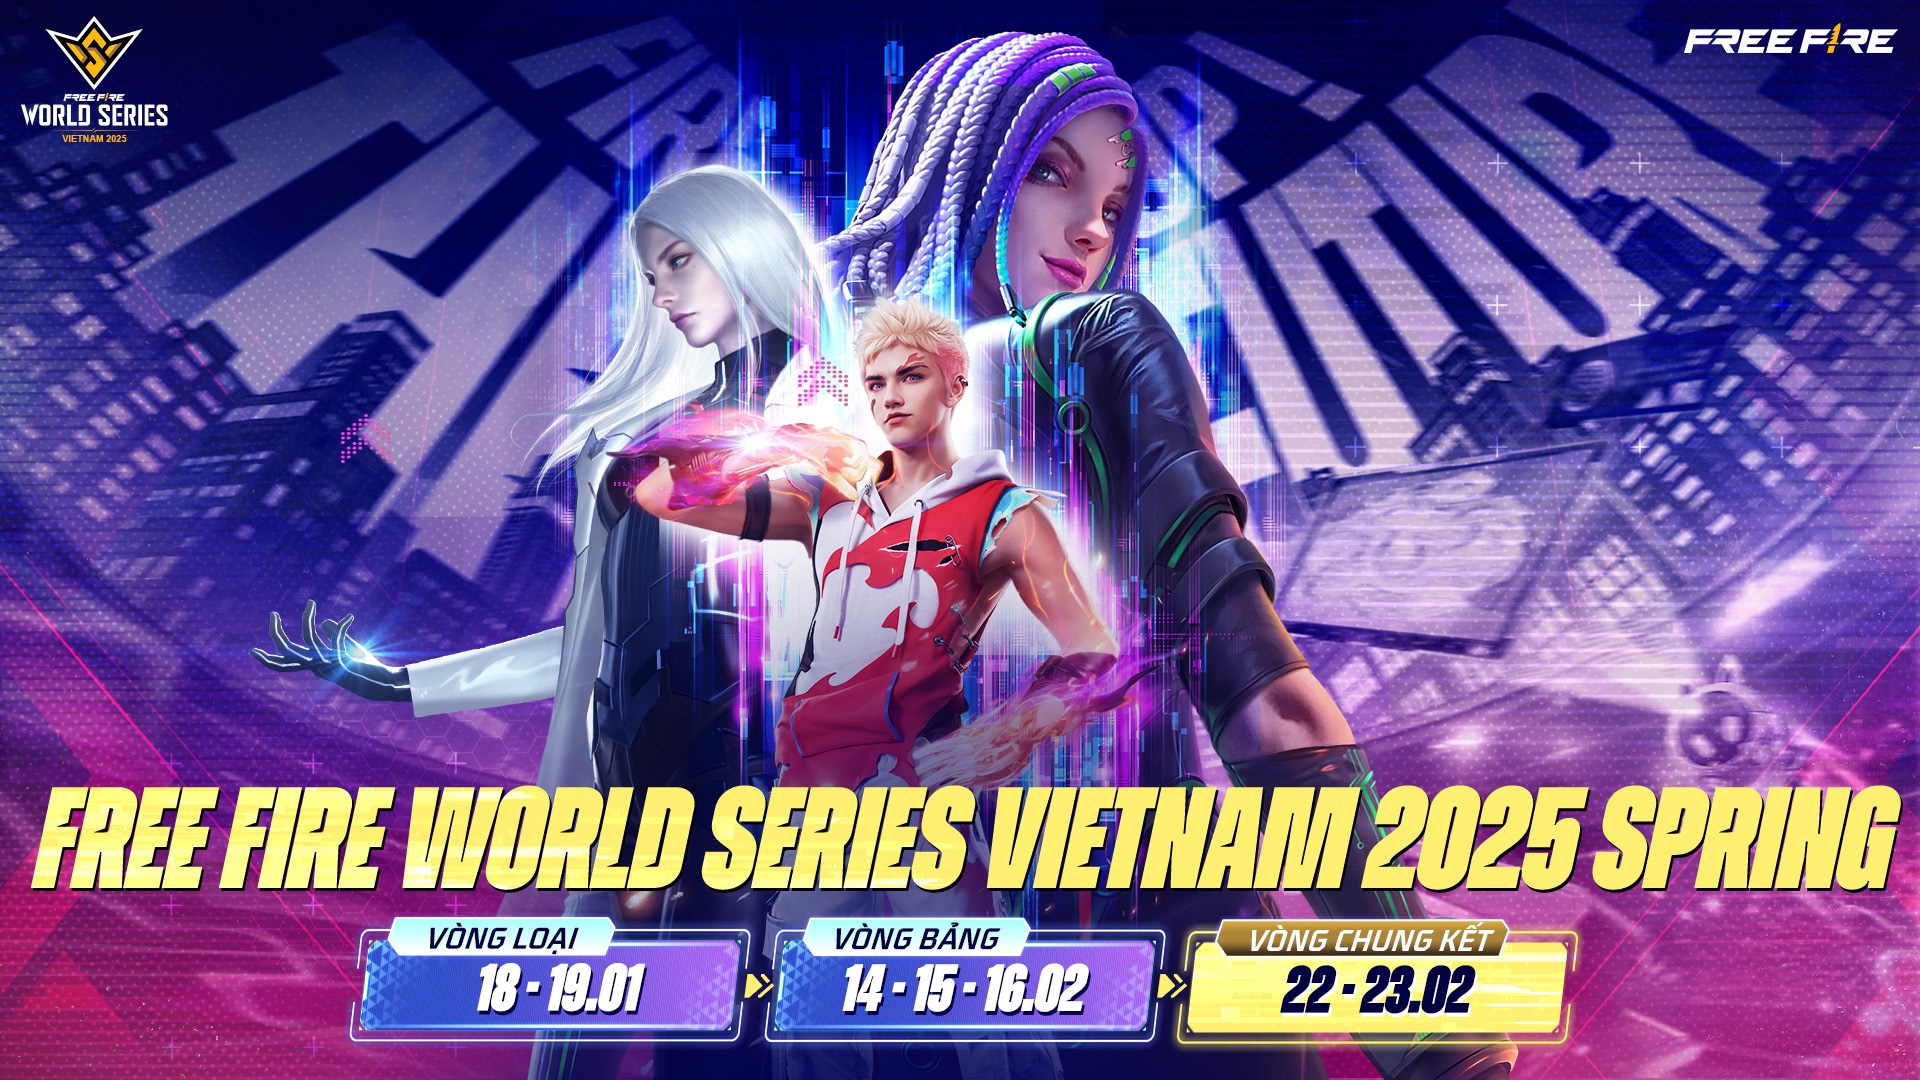 FREE FIRE
WORLD SERIES
VIETNAM 2025
FREE FIRE
FREE FIRE WORLD SERIES VIETNAM 2025 SPRING
VÒNG LOẠI
18 - 19.01
VÒNG BẢNG
14 - 15 - 16.02
VÒNG CHUNG KẾT
22 - 23.02